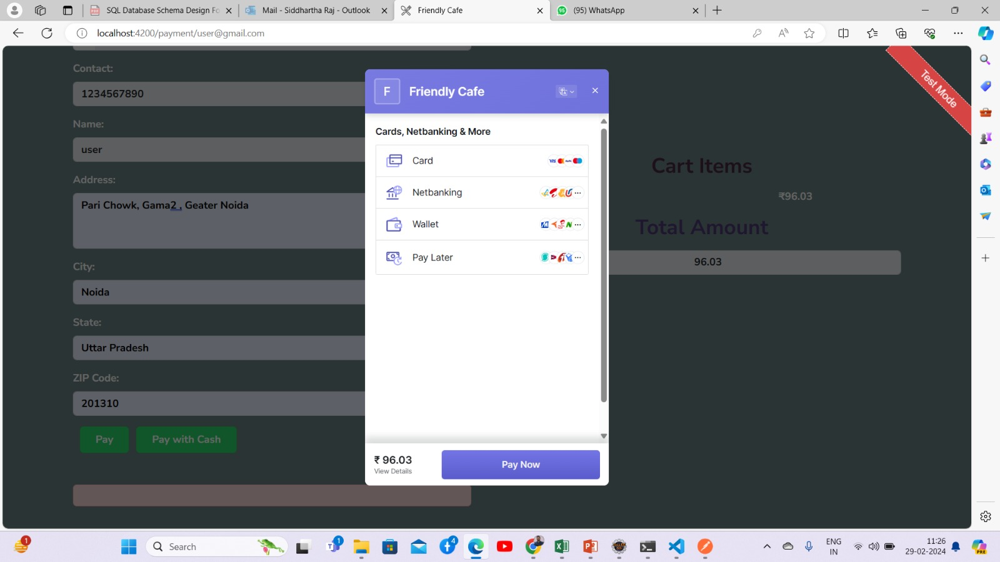 SQL Database Schema Design Fo
Mail - Siddhartha Raj - Outlook
Friendly Cafe
(95) WhatsApp
localhost:4200/payment/user@gmail.com
Contact:
1234567890
Name:
user
Address:
Pari Chowk, Gama2 , Geater Noida
City:
Noida
State:
Uttar Pradesh
ZIP Code:
201310
Pay
Pay with Cash
F
Friendly Cafe
Cards, Netbanking & More
Card
Netbanking
Wallet
Pay Later
₹ 96.03
View Details
Pay Now
Test Mode
Cart Items
₹96.03
Total Amount
96.03
1
Search
1
4
ENG
IN
11:26
29-02-2024
PRE